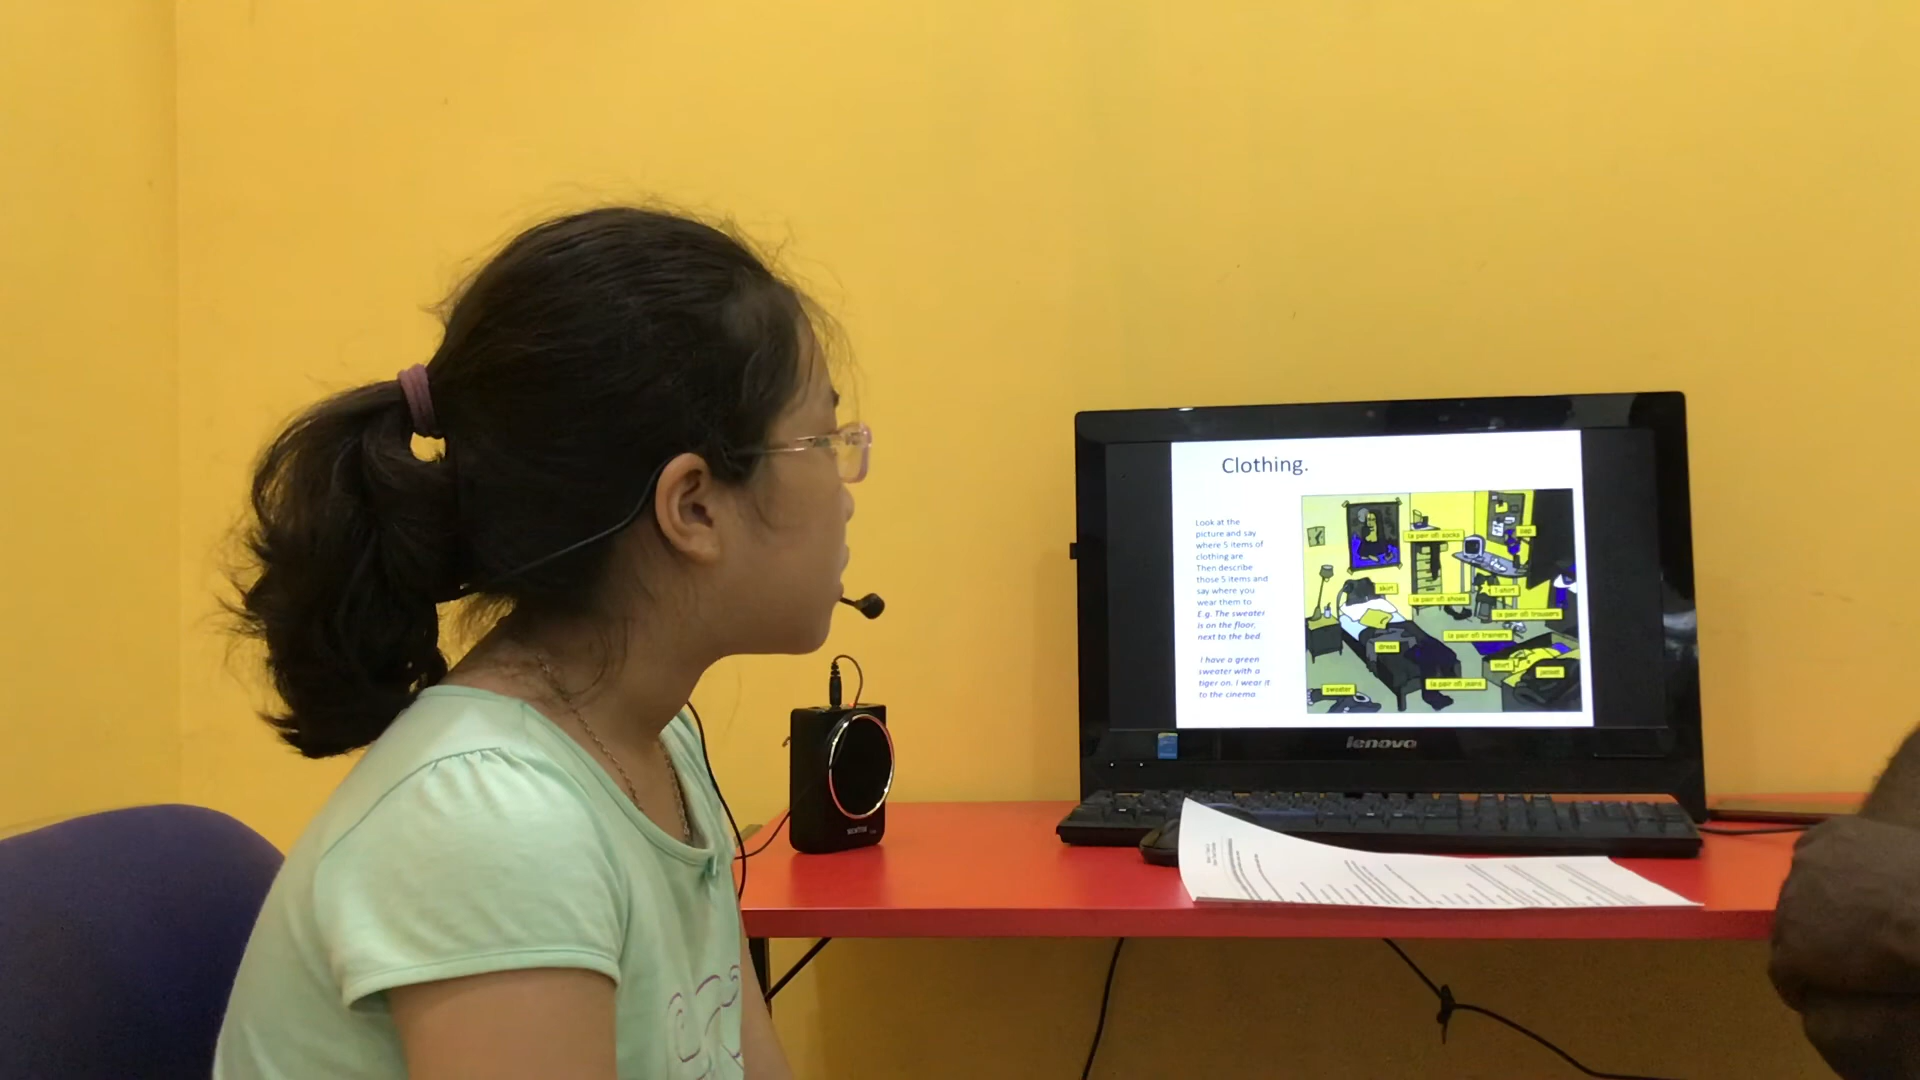 Clothing.
Look at the
picture and say
where 5 items of
clothing are
Then describe
those 5 items and
say where you
wear them to
E.g. The sweater
is on the floor,
next to the bed
I have a green
sweater with a
tiger on. I wear it
to the cinema
(a pair of) socks
cap
skirt
(a pair of) shoes
T-shirt
(a pair of) trousers
(a pair of) trainers
dress
shirt
jacket
(a pair of) jeans
sweater
lenovo